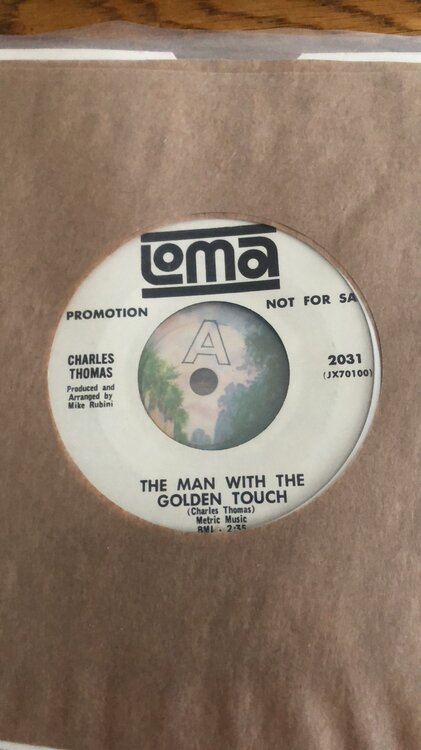 Loma
PROMOTION
NOT FOR SA
A
CHARLES
THOMAS
Produced and
Arranged by
Mike Rubini
2031
(JX70100)
THE MAN WITH THE
GOLDEN TOUCH
(Charles Thomas)
Metric Music
BMI - 2:35